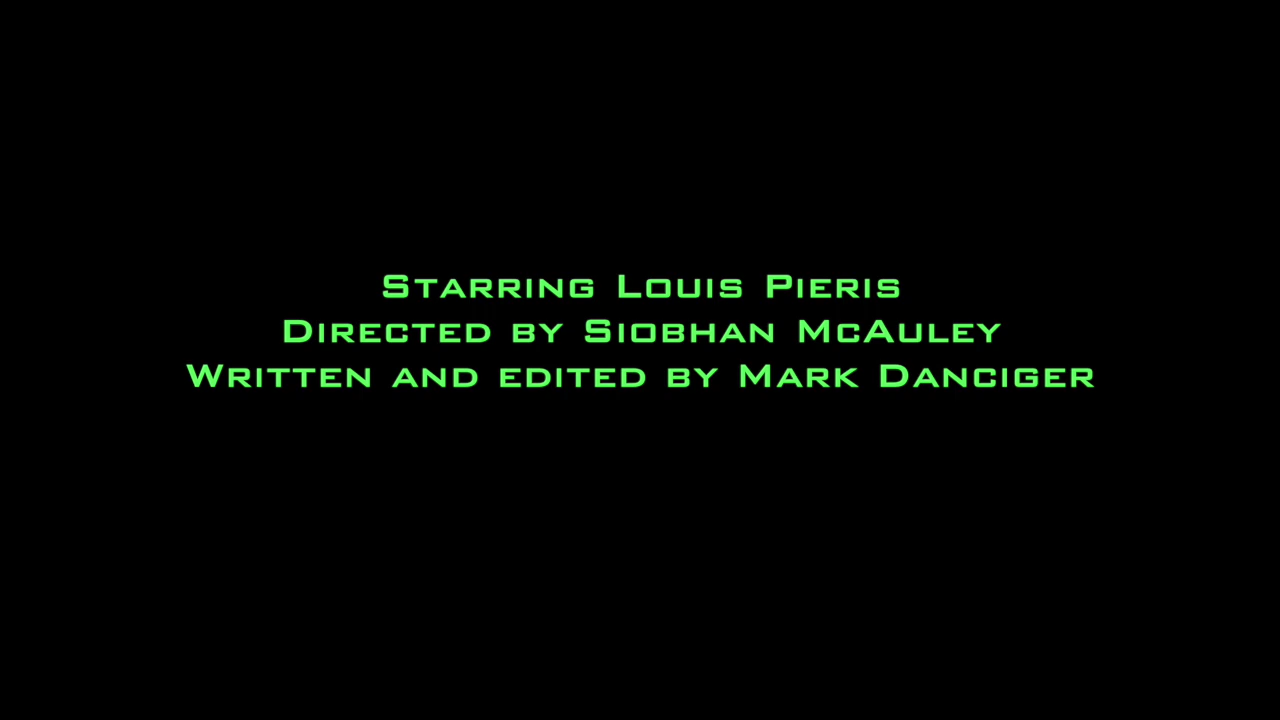 Starring Louis Pieris
Directed by Siobhan McAuley
Written and edited by Mark Danciger